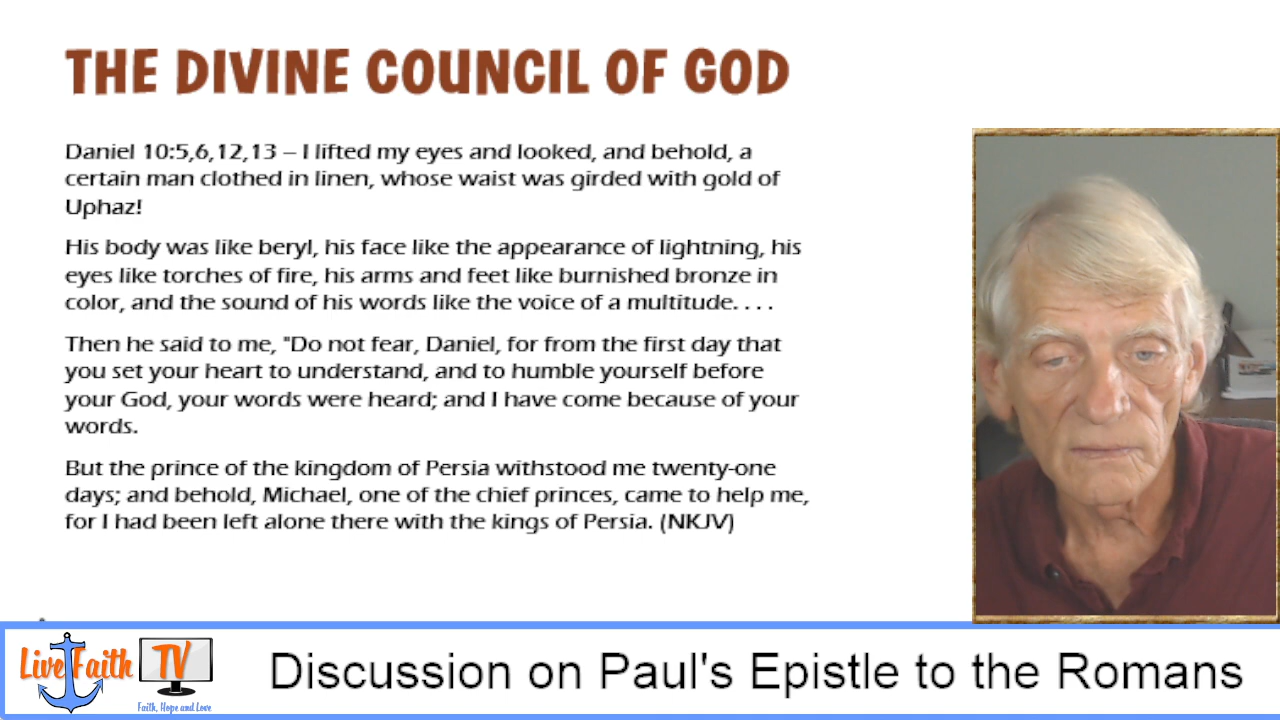 THE DIVINE COUNCIL OF GOD
Daniel 10:5,6,12,13 – I lifted my eyes and looked, and behold, a
certain man clothed in linen, whose waist was girded with gold of
Uphaz!
His body was like beryl, his face like the appearance of lightning, his
eyes like torches of fire, his arms and feet like burnished bronze in
color, and the sound of his words like the voice of a multitude. . . .
Then he said to me, "Do not fear, Daniel, for from the first day that
you set your heart to understand, and to humble yourself before
your God, your words were heard; and I have come because of your
words.
But the prince of the kingdom of Persia withstood me twenty-one
days; and behold, Michael, one of the chief princes, came to help me,
for I had been left alone there with the kings of Persia. (NKJV)
Live Faith TV
Faith, Hope and Love
Discussion on Paul's Epistle to the Romans